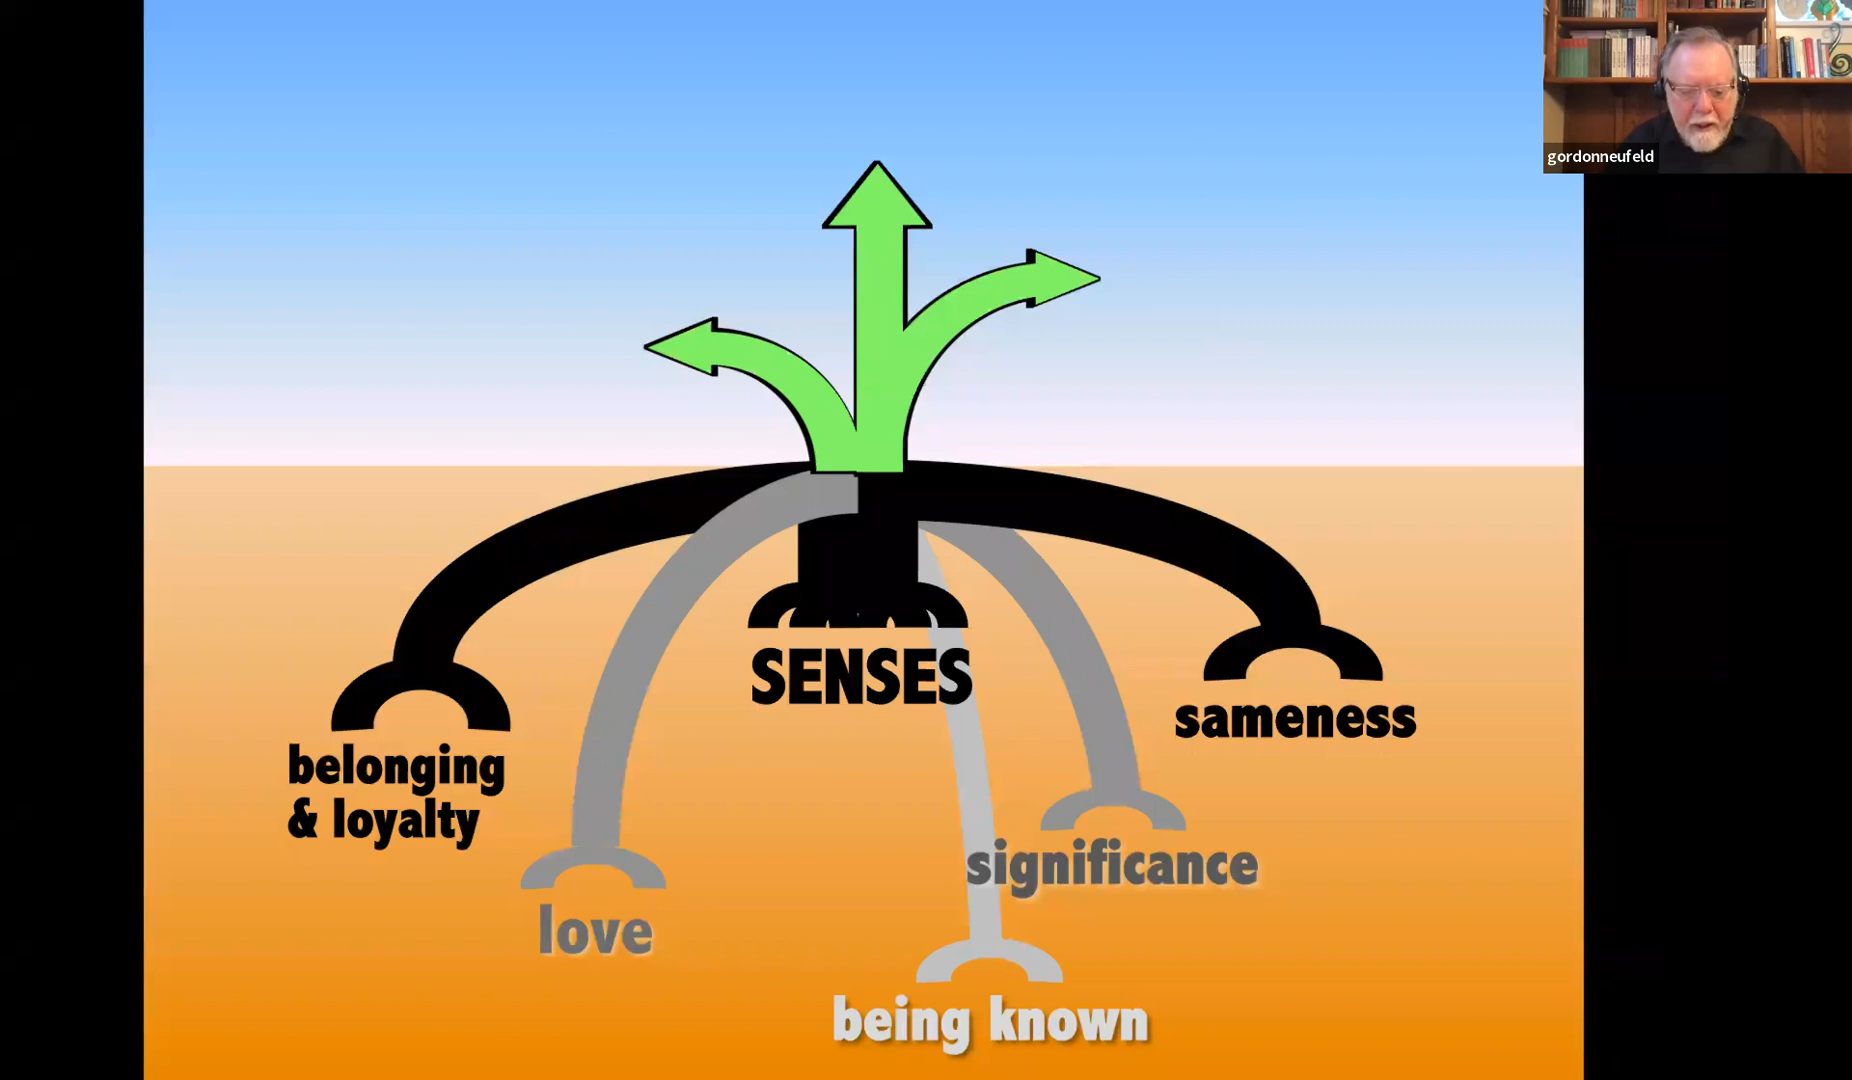 gordonneufeld
SENSES
sameness
belonging
& loyalty
significance
love
being known